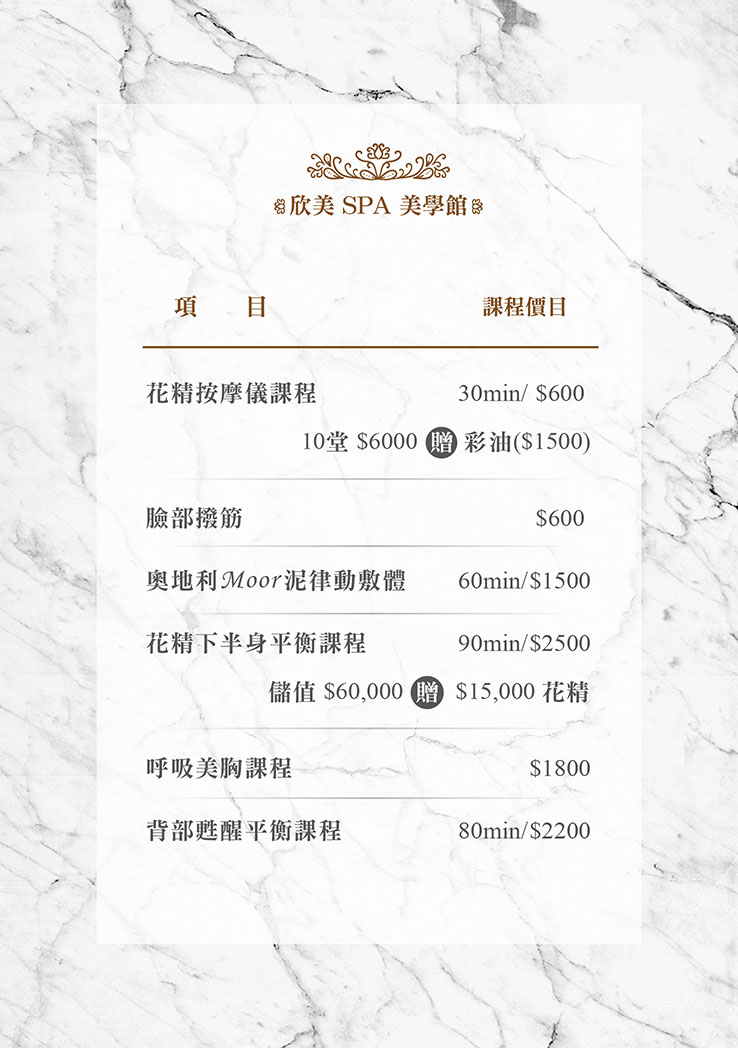 欣美 SPA 美學館
項 目 課程價目
花精按摩儀課程 30min/ $600
10堂 $6000 贈 彩油($1500)
臉部撥筋 $600
奧地利Moor泥律動敷體 60min/$1500
花精下半身平衡課程 90min/$2500
儲值 $60,000 贈 $15,000 花精
呼吸美胸課程 $1800
背部甦醒平衡課程 80min/$2200